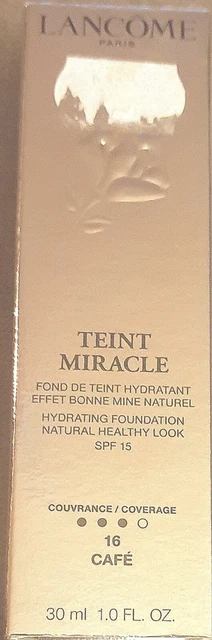 LANCÔME
PARIS
TEINT
MIRACLE
FOND DE TEINT HYDRATANT
EFFET BONNE MINE NATUREL
HYDRATING FOUNDATION
NATURAL HEALTHY LOOK
SPF 15
COUVRANCE / COVERAGE
16
CAFÉ
30 ml 1.0 FL. OZ.